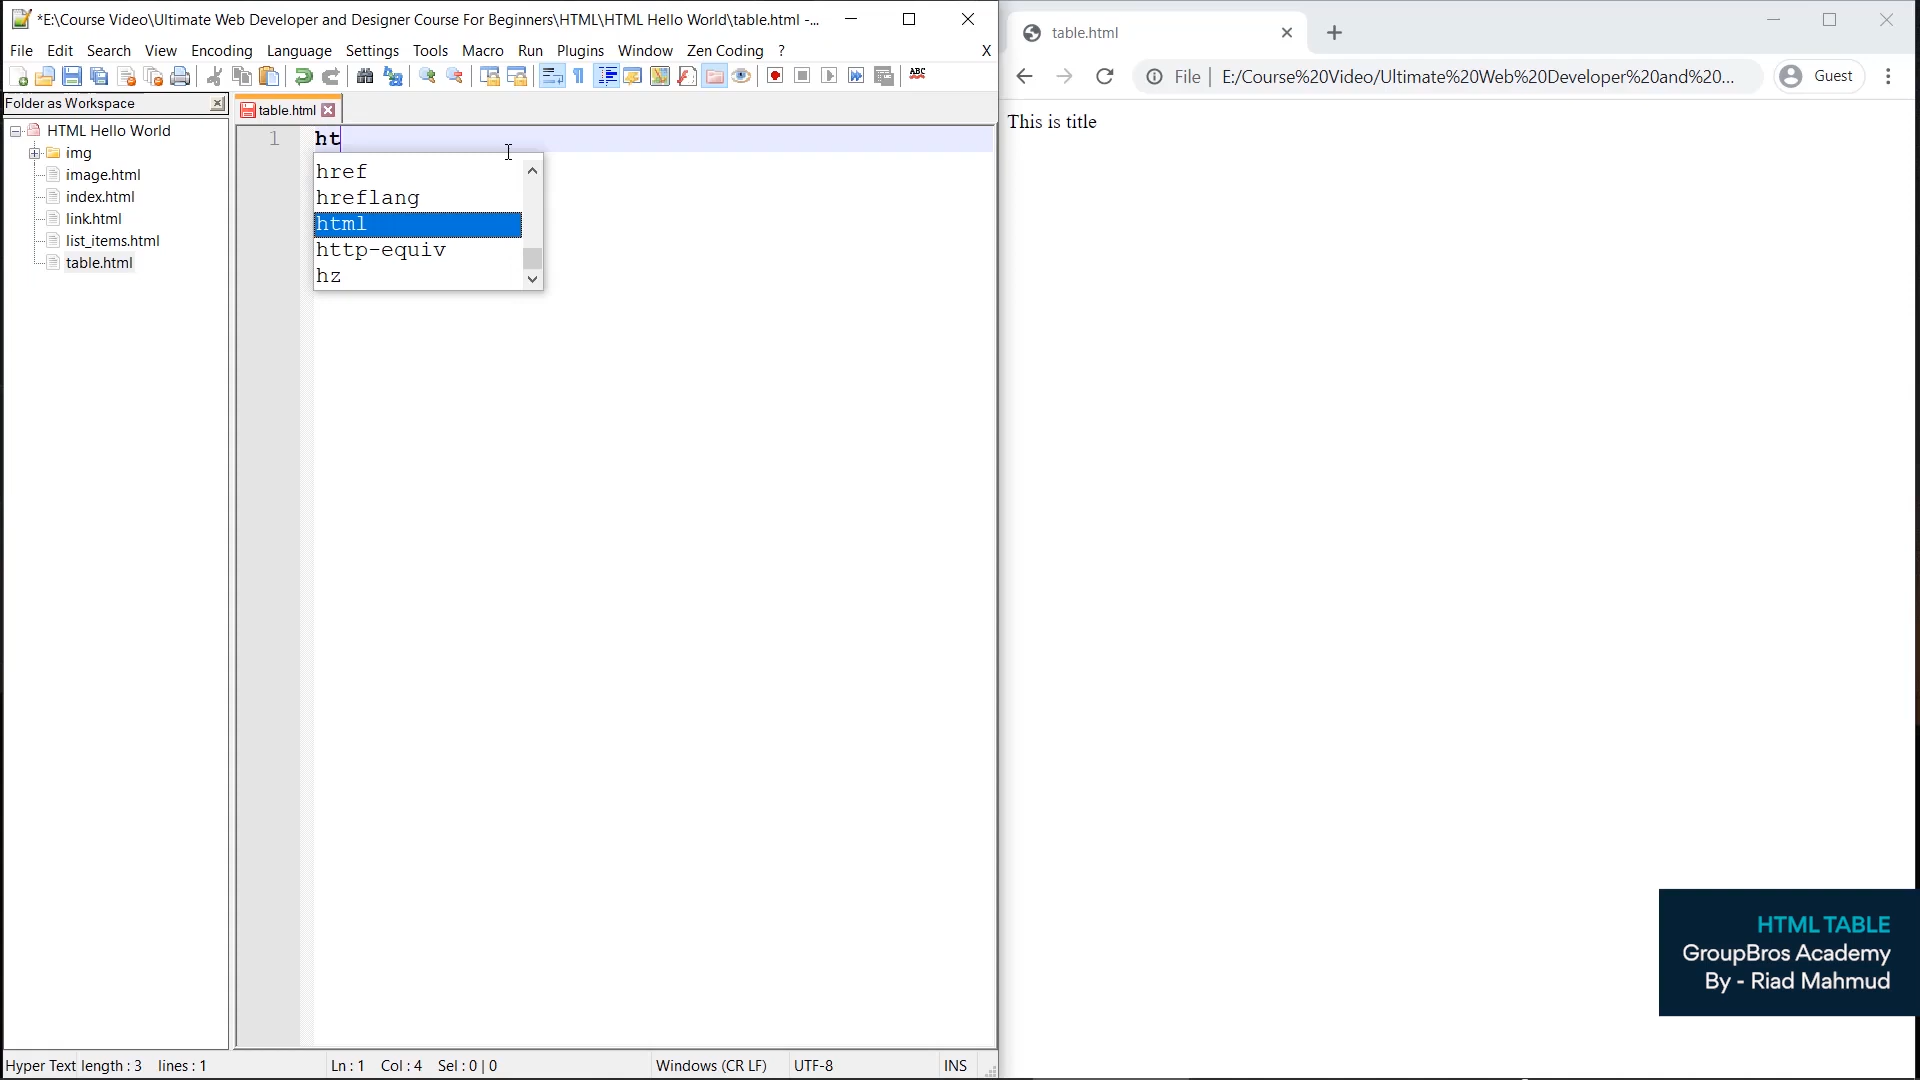 *E:\Course Video\Ultimate Web Developer and Designer Course For Beginners\HTML\HTML Hello World\table.html -...
File Edit Search View Encoding Language Settings Tools Macro Run Plugins Window Zen Coding ? X
Folder as Workspace
HTML Hello World
img
image.html
index.html
link.html
list_items.html
table.html
table.html
1 ht
href
hreflang
html
http-equiv
hz
Hyper Text length : 3 lines : 1 Ln : 1 Col : 4 Sel : 0 | 0 Windows (CR LF) UTF-8 INS
table.html
File | E:/Course%20Video/Ultimate%20Web%20Developer%20and%20... Guest
This is title
HTML TABLE
GroupBros Academy
By - Riad Mahmud